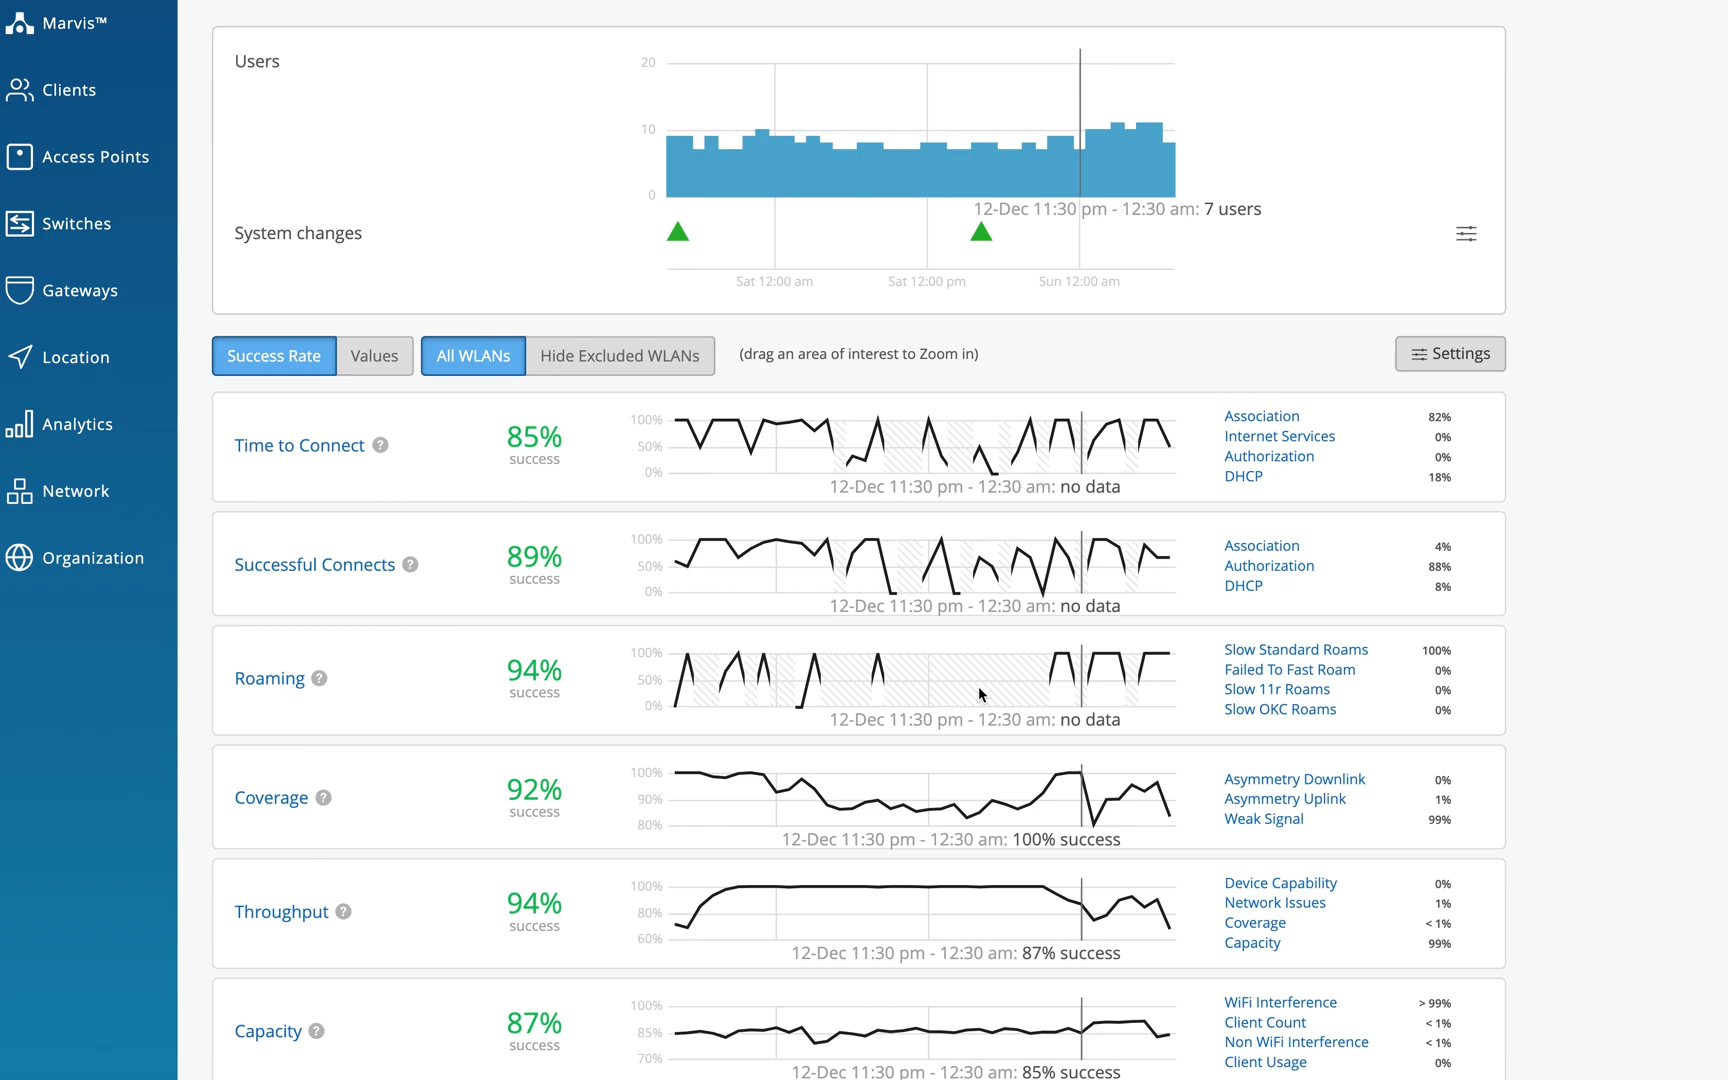 Marvis™
Clients
Access Points
Switches
Gateways
Location
Analytics
Network
Organization
Users
20
10
0
12-Dec 11:30 pm - 12:30 am: 7 users
System changes
Sat 12:00 am
Sat 12:00 pm
Sun 12:00 am
Success Rate
Values
All WLANs
Hide Excluded WLANs
(drag an area of interest to Zoom in)
Settings
Time to Connect ?
85%
success
100%
50%
0%
12-Dec 11:30 pm - 12:30 am: no data
Association 82%
Internet Services 0%
Authorization 0%
DHCP 18%
Successful Connects ?
89%
success
100%
50%
0%
12-Dec 11:30 pm - 12:30 am: no data
Association 4%
Authorization 88%
DHCP 8%
Roaming ?
94%
success
100%
50%
0%
12-Dec 11:30 pm - 12:30 am: no data
Slow Standard Roams 100%
Failed To Fast Roam 0%
Slow 11r Roams 0%
Slow OKC Roams 0%
Coverage ?
92%
success
100%
90%
80%
12-Dec 11:30 pm - 12:30 am: 100% success
Asymmetry Downlink 0%
Asymmetry Uplink 1%
Weak Signal 99%
Throughput ?
94%
success
100%
80%
60%
12-Dec 11:30 pm - 12:30 am: 87% success
Device Capability 0%
Network Issues 1%
Coverage < 1%
Capacity 99%
Capacity ?
87%
success
100%
85%
70%
12-Dec 11:30 pm - 12:30 am: 85% success
WiFi Interference > 99%
Client Count < 1%
Non WiFi Interference < 1%
Client Usage 0%